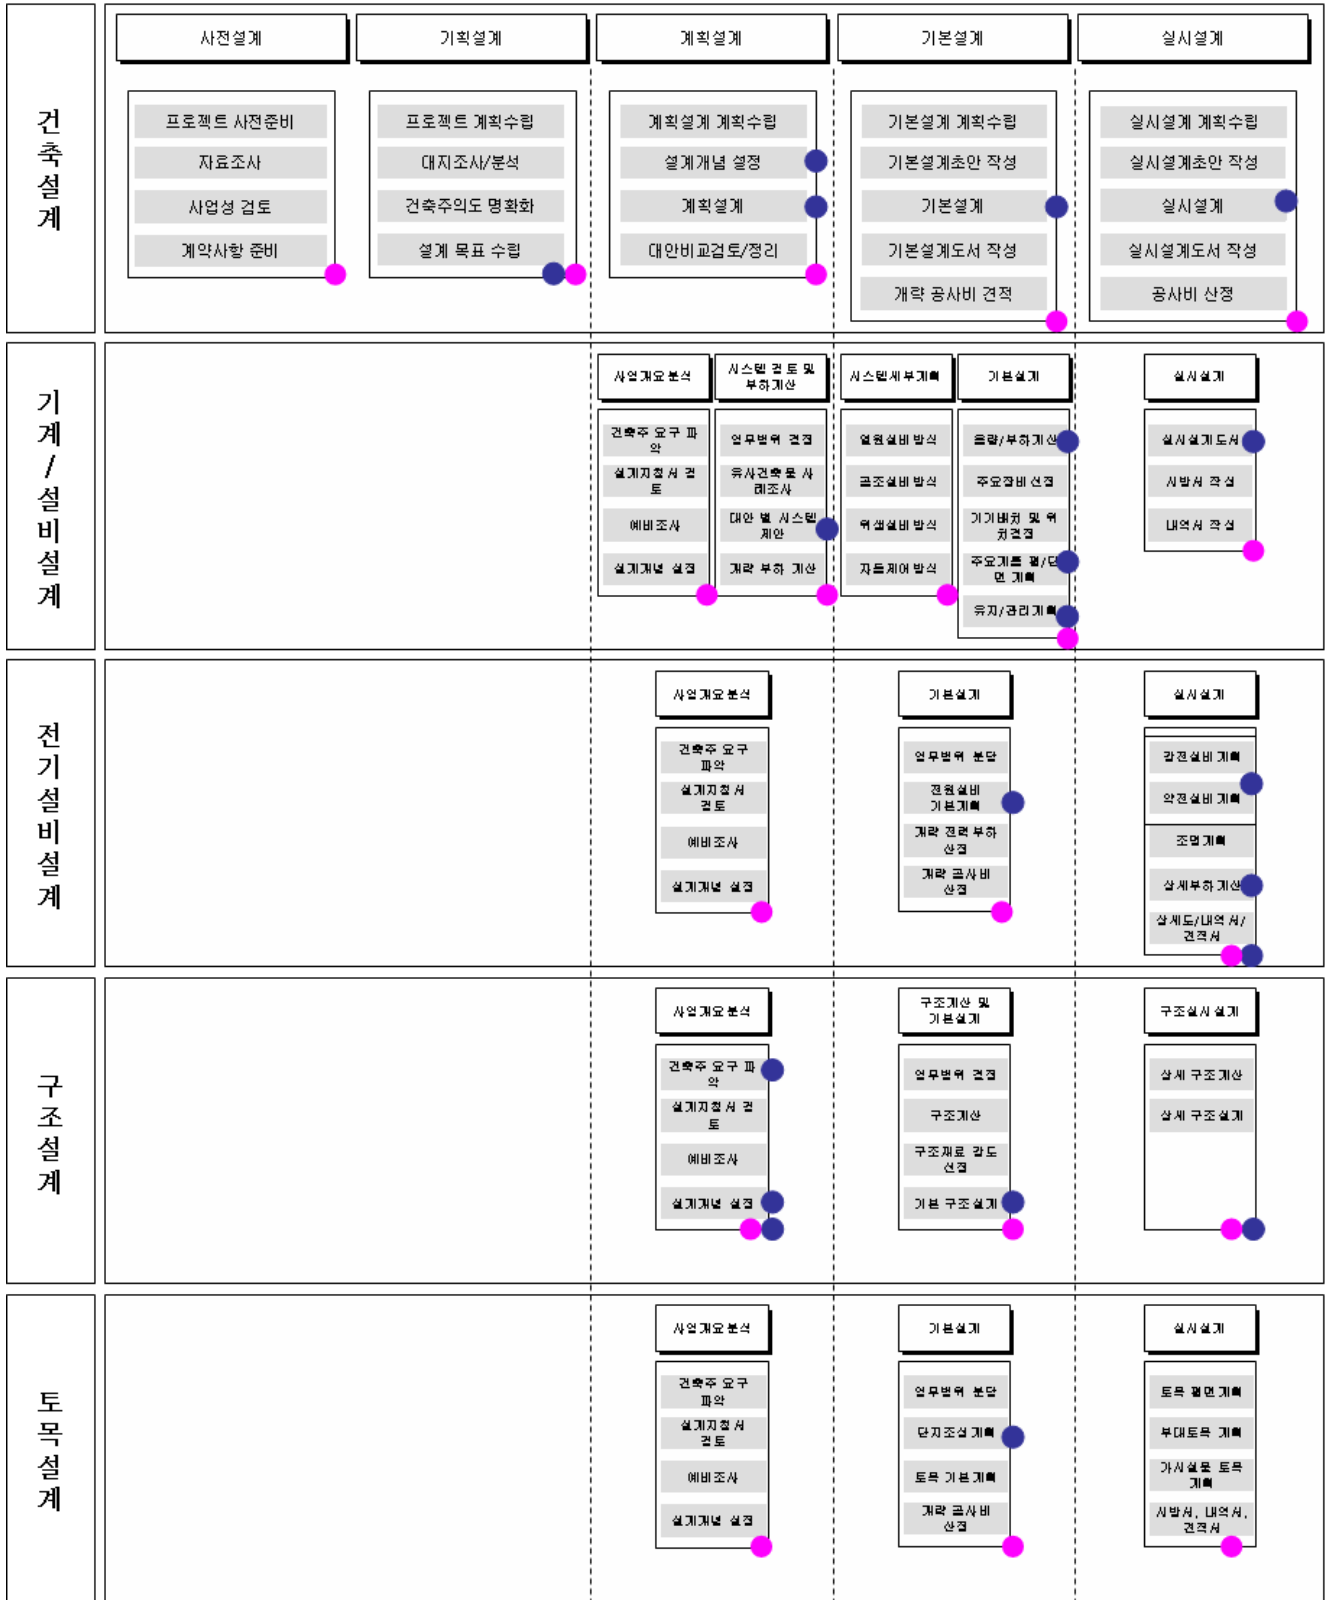 건축설계
사전설계
기획설계
계획설계
기본설계
실시설계
프로젝트 사전준비
자료조사
사업성 검토
계약사항 준비
프로젝트 계획수립
대지조사/분석
건축주의도 명확화
설계 목표 수립
계획설계 계획수립
설계개념 설정
계획설계
대안비교검토/정리
기본설계 계획수립
기본설계초안 작성
기본설계
기본설계도서 작성
개략 공사비 견적
실시설계 계획수립
실시설계초안 작성
실시설계
실시설계도서 작성
공사비 산정
기계/설비설계
사업개요분석
건축주 요구 파
악
설계지침서 검
토
예비조사
설계개념 설정
시스템 검토 및
부하계산
업무범위 결정
유사건축물 사
례조사
대안 별 시스템
제안
개략 부하 계산
시스템세부계획
열원설비방식
공조설비방식
위생설비방식
자동제어방식
기본설계
용량/부하계산
주요장비선정
기기배치 및 위
치결정
주요계통 평/단
면 계획
유지/관리계획
실시설계
실시설계도서
시방서 작성
내역서 작성
전기설비설계
사업개요분석
건축주 요구
파악
설계지침서
검토
예비조사
설계개념 설정
기본설계
업무범위 분담
전원설비
기본계획
개략 전력부하
산정
개략 공사비
산정
실시설계
강전설비계획
약전설비계획
조명계획
상세부하계산
상세도/내역서/
견적서
구조설계
사업개요분석
건축주 요구 파
악
설계지침서 검
토
예비조사
설계개념 설정
구조계산 및
기본설계
업무범위 결정
구조계산
구조재료 강도
선정
기본 구조설계
구조실시설계
상세 구조계산
상세 구조설계
토목설계
사업개요분석
건축주 요구
파악
설계지침서
검토
예비조사
설계개념 설정
기본설계
업무범위 분담
단지조성계획
토목 기본계획
개략 공사비
산정
실시설계
토목 평면계획
부대토목 계획
가시설물 토목
계획
시방서, 내역서,
견적서